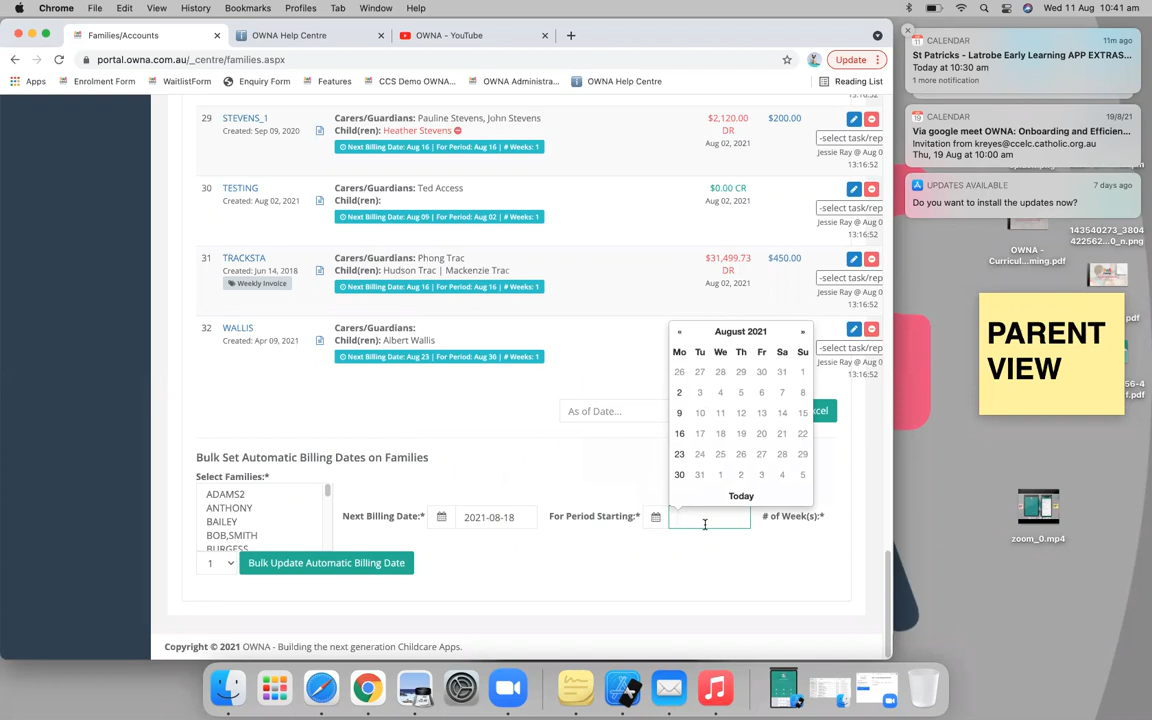 Chrome File Edit View History Bookmarks Profiles Tab Window Help Wed 11 Aug 10:41 am
Families/Accounts OWNA Help Centre OWNA - YouTube
portal.owna.com.au/_centre/families.aspx Update
Apps Enrolment Form WaitlistForm Enquiry Form Features CCS Demo OWNA... OWNA Administra... OWNA Help Centre Reading List
CALENDAR 11m ago
St Patricks - Latrobe Early Learning APP EXTRAS...
Today at 10:30 am
1 more notification
CALENDAR 19/8/21
Via google meet OWNA: Onboarding and Efficien...
Invitation from kreyes@ccelc.catholic.org.au
Thu, 19 Aug at 10:00 am
UPDATES AVAILABLE 7 days ago
Do you want to install the updates now?
13:16:52
29 STEVENS_1 Carers/Guardians: Pauline Stevens, John Stevens $2,120.00 $200.00
Created: Sep 09, 2020 Child(ren): Heather Stevens DR
-select task/rep
Next Billing Date: Aug 16 | For Period: Aug 16 | # Weeks: 1 Aug 02, 2021
Jessie Ray @ Aug 0
13:16:52
30 TESTING Carers/Guardians: Ted Access $0.00 CR
Created: Aug 02, 2021 Child(ren): Aug 02, 2021
-select task/rep
Next Billing Date: Aug 09 | For Period: Aug 02 | # Weeks: 1
Jessie Ray @ Aug 0
13:16:52
31 TRACKSTA Carers/Guardians: Phong Trac $31,499.73 $450.00
Created: Jun 14, 2018 Child(ren): Hudson Trac | Mackenzie Trac DR
-select task/rep
Weekly Invoice Next Billing Date: Aug 16 | For Period: Aug 16 | # Weeks: 1 Aug 02, 2021
Jessie Ray @ Aug 0
13:16:52
32 WALLIS Carers/Guardians:
Created: Apr 09, 2021 Child(ren): Albert Wallis
-select task/rep
Next Billing Date: Aug 23 | For Period: Aug 30 | # Weeks: 1
Jessie Ray @ Aug 0
13:16:52
« August 2021 »
Mo Tu We Th Fr Sa Su
26 27 28 29 30 31 1
2 3 4 5 6 7 8
9 10 11 12 13 14 15
16 17 18 19 20 21 22
23 24 25 26 27 28 29
30 31 1 2 3 4 5
Today
As of Date... cel
Bulk Set Automatic Billing Dates on Families
Select Families:*
ADAMS2
ANTHONY
BAILEY
BOB,SMITH
BURGESS
Next Billing Date:* 2021-08-18 For Period Starting:* # of Week(s):*
1 Bulk Update Automatic Billing Date
Copyright © 2021 OWNA - Building the next generation Childcare Apps.
OWNA -
Curricul...ming.pdf
143540273_3804
422562...0_n.png
pdf
PARENT
VIEW
56-4
f.pdf
zoom_0.mp4